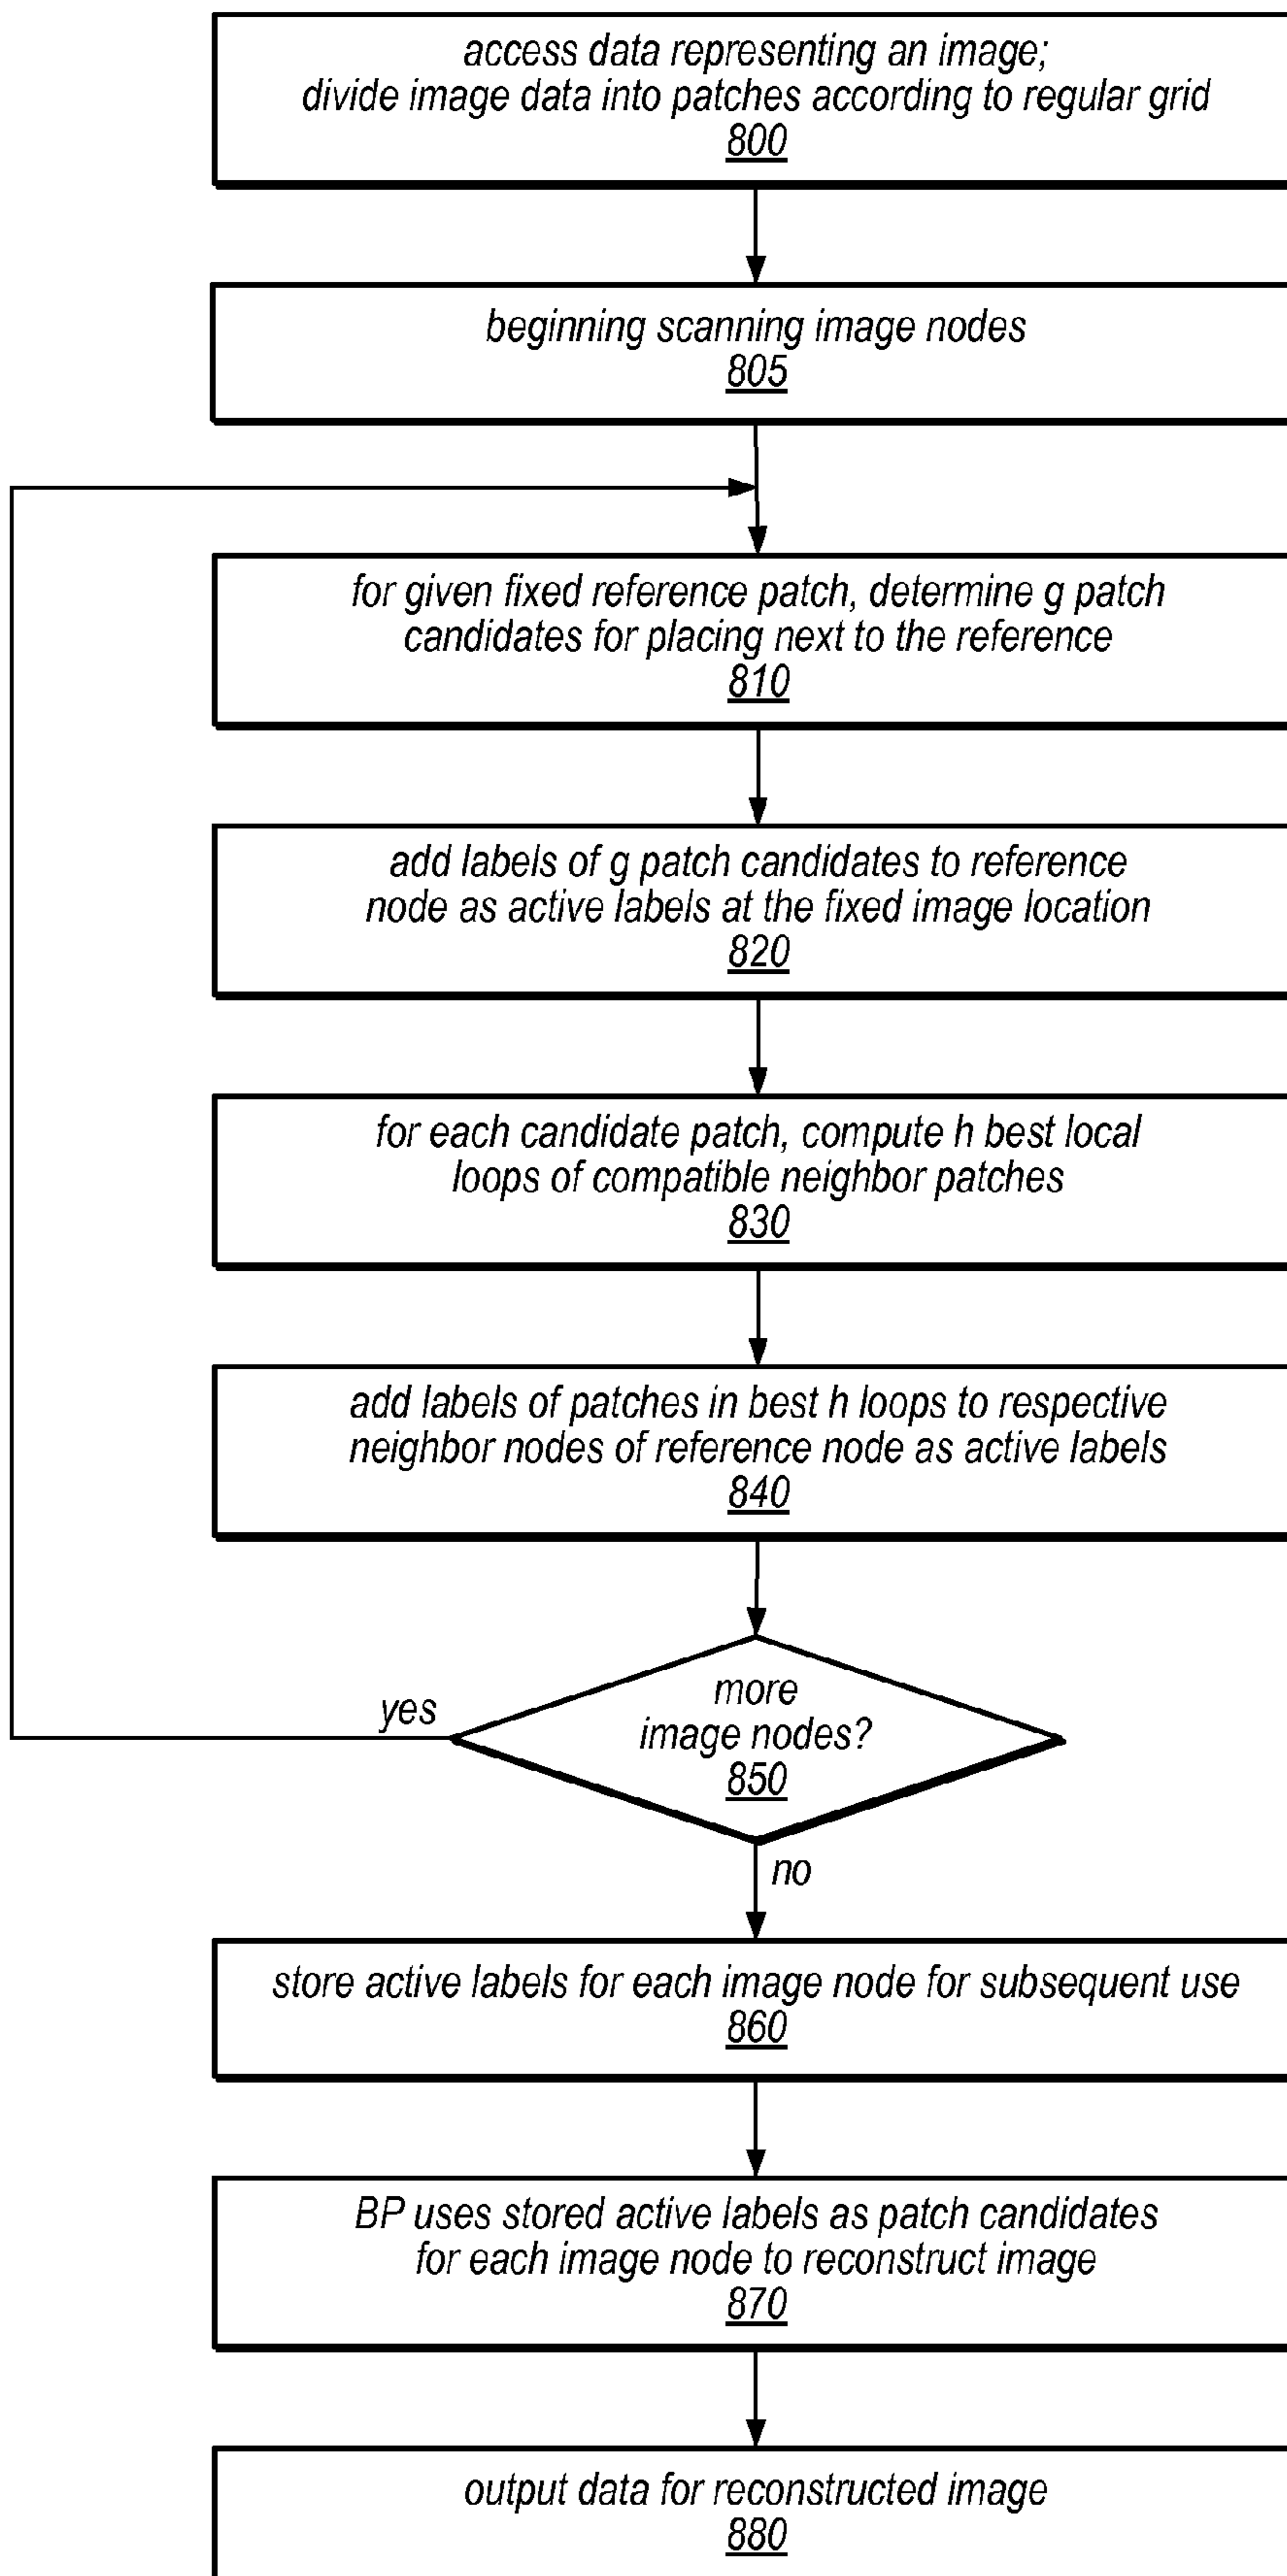 access data representing an image;
divide image data into patches according to regular grid
800
beginning scanning image nodes
805
for given fixed reference patch, determine g patch
candidates for placing next to the reference
810
add labels of g patch candidates to reference
node as active labels at the fixed image location
820
for each candidate patch, compute h best local
loops of compatible neighbor patches
830
add labels of patches in best h loops to respective
neighbor nodes of reference node as active labels
840
more
image nodes?
850
yes
no
store active labels for each image node for subsequent use
860
BP uses stored active labels as patch candidates
for each image node to reconstruct image
870
output data for reconstructed image
880